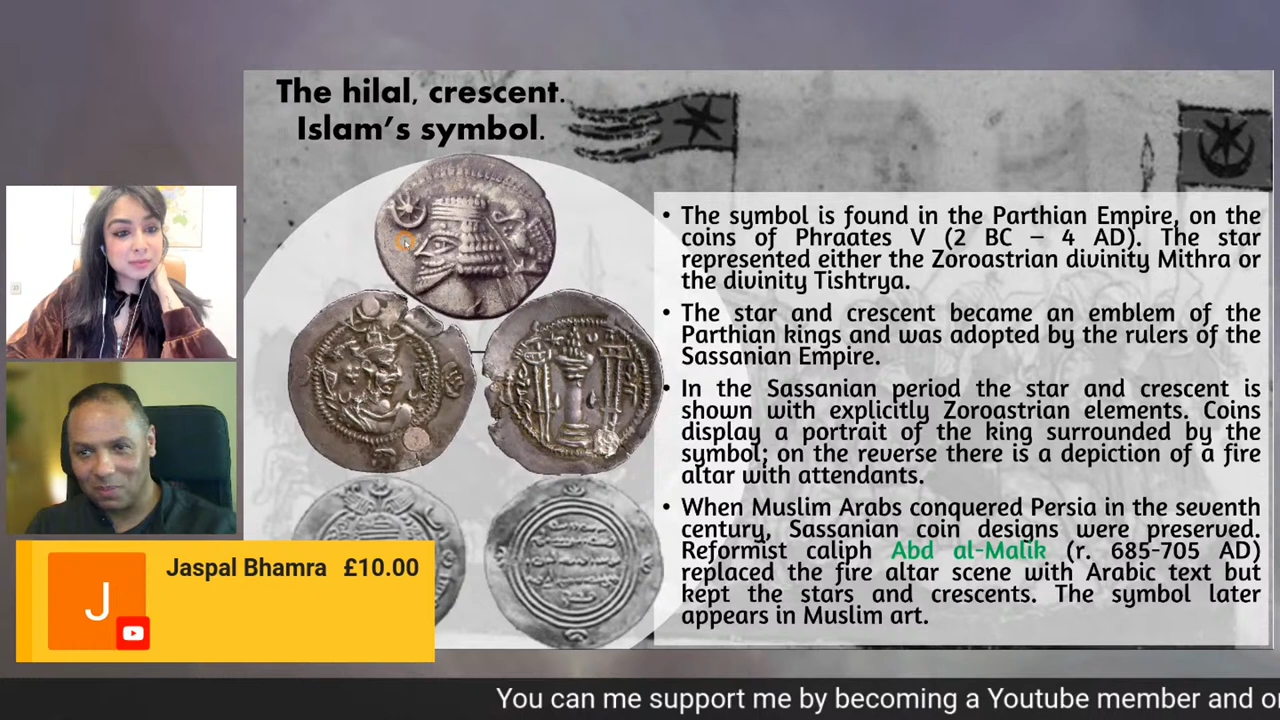 The hilal, crescent.
Islam's symbol.
• The symbol is found in the Parthian Empire, on the
coins of Phraates V (2 BC – 4 AD). The star
represented either the Zoroastrian divinity Mithra or
the divinity Tishtrya.
• The star and crescent became an emblem of the
Parthian kings and was adopted by the rulers of the
Sassanian Empire.
• In the Sassanian period the star and crescent is
shown with explicitly Zoroastrian elements. Coins
display a portrait of the king surrounded by the
symbol; on the reverse there is a depiction of a fire
altar with attendants.
• When Muslim Arabs conquered Persia in the seventh
century, Sassanian coin designs were preserved.
Reformist caliph Abd al-Malik (r. 685-705 AD)
replaced the fire altar scene with Arabic text but
kept the stars and crescents. The symbol later
appears in Muslim art.
Jaspal Bhamra £10.00
J
You can me support me by becoming a Youtube member and